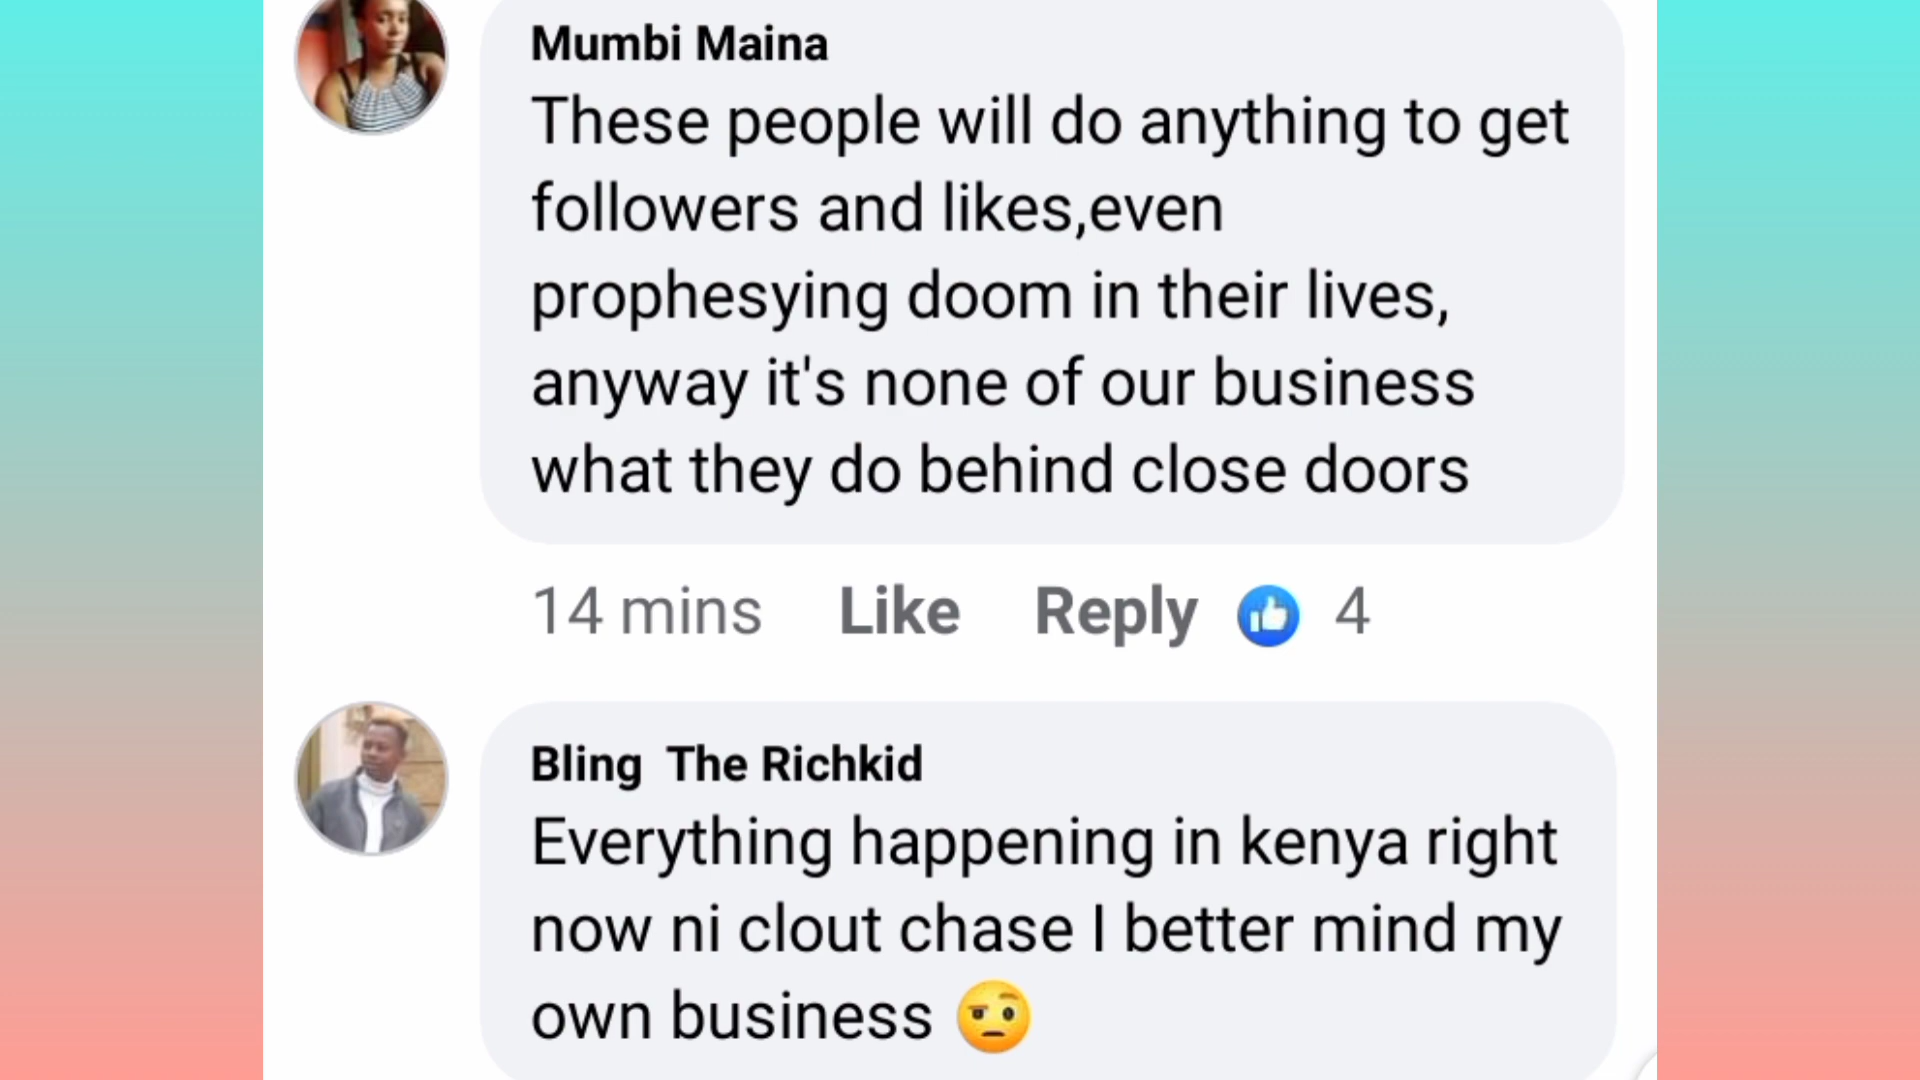 Mumbi Maina
These people will do anything to get
followers and likes,even
prophesying doom in their lives,
anyway it's none of our business
what they do behind close doors
14 mins Like Reply 4
Bling The Richkid
Everything happening in kenya right
now ni clout chase I better mind my
own business 🤨